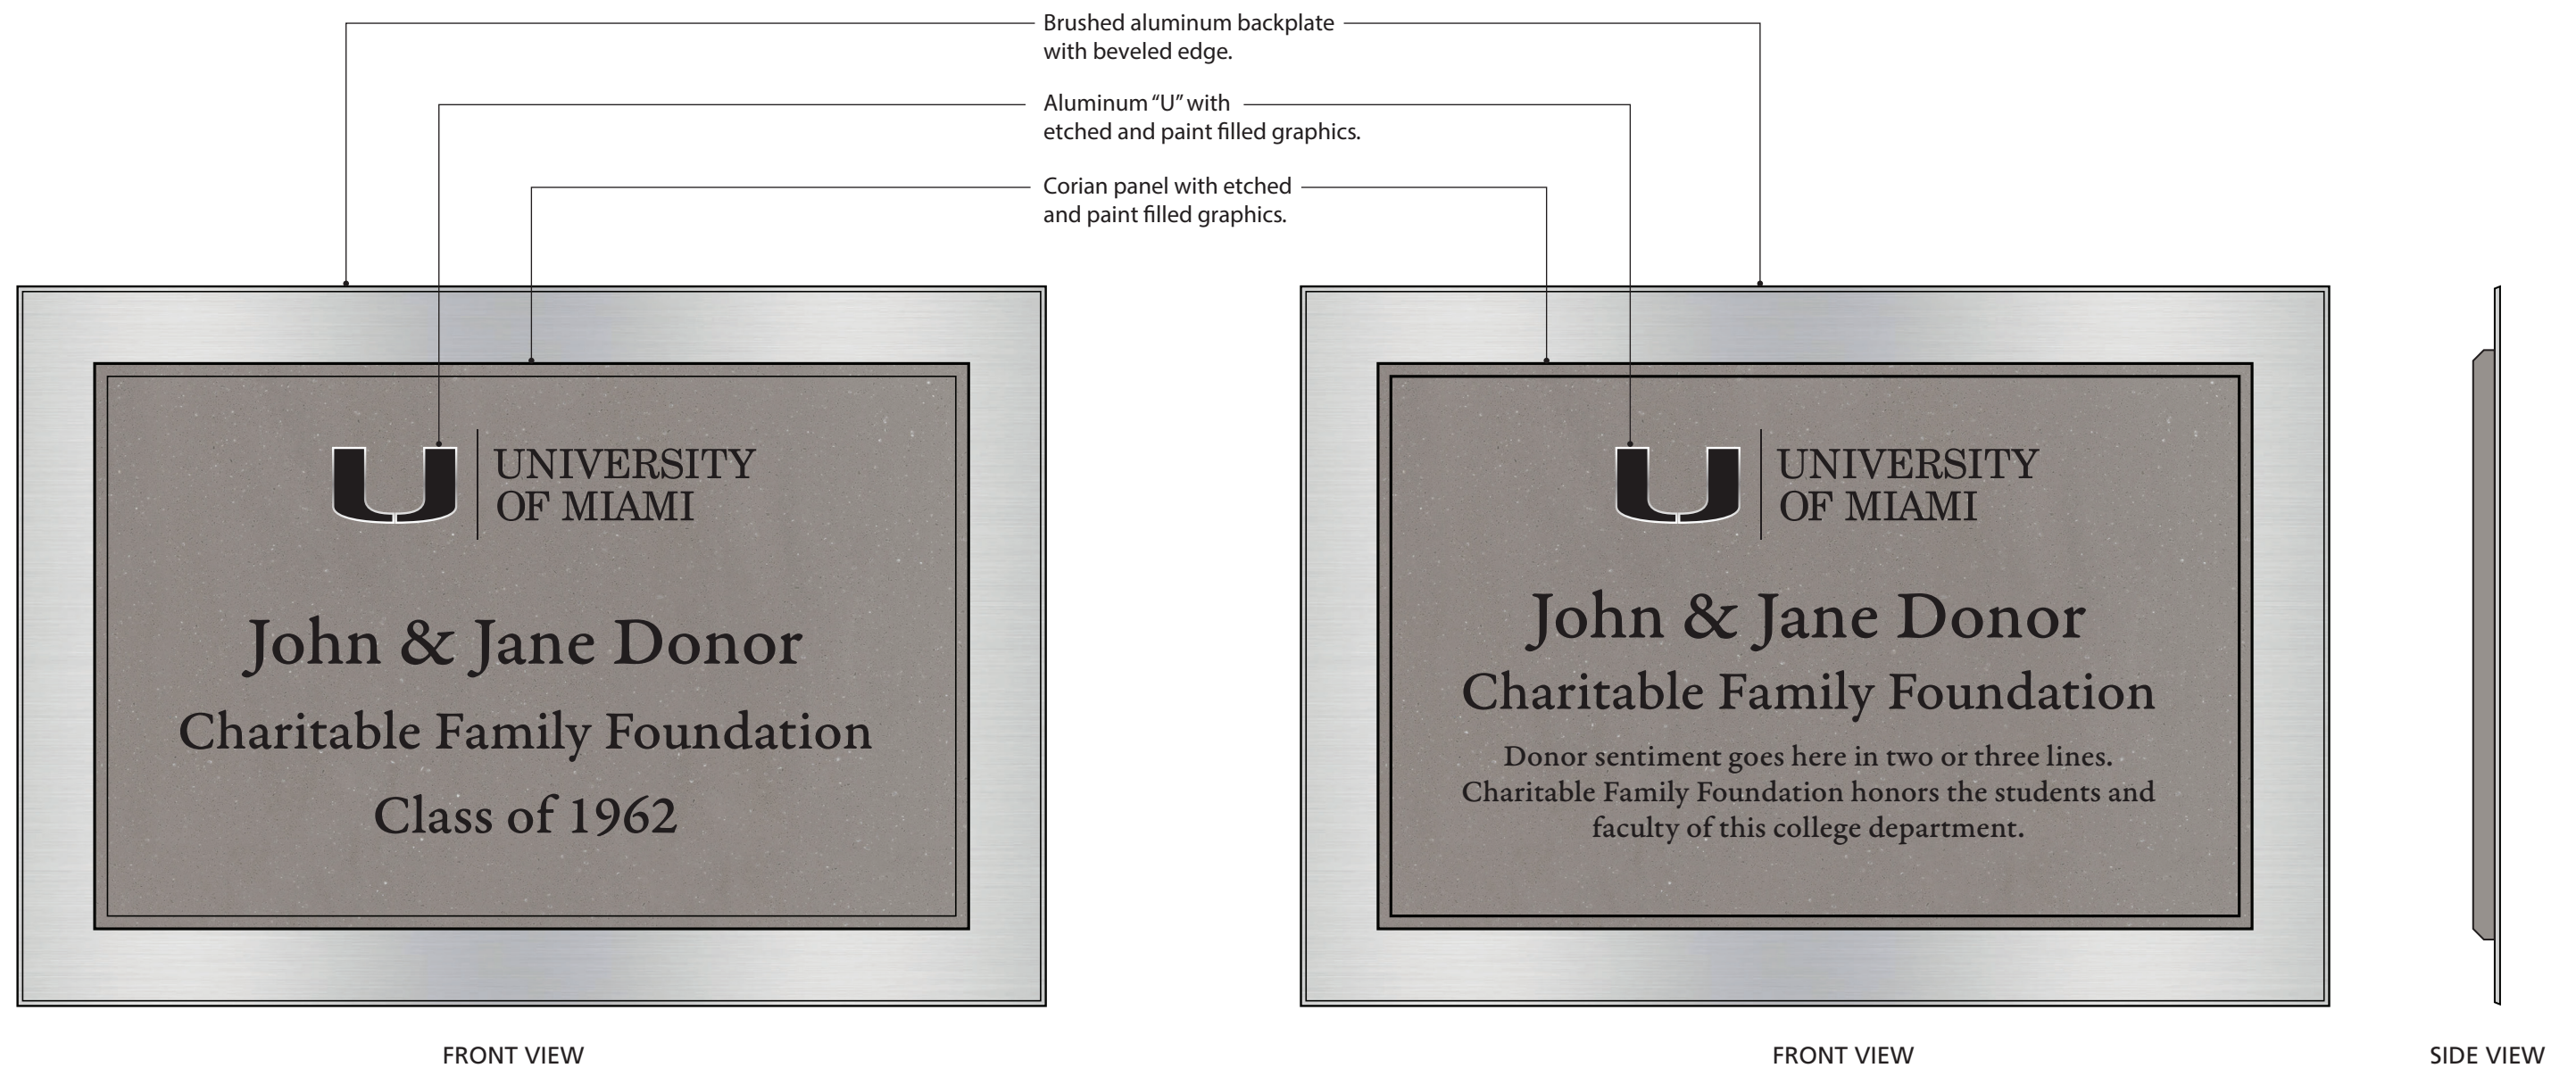 Brushed aluminum backplate
with beveled edge.
Aluminum “U” with
etched and paint filled graphics.
Corian panel with etched
and paint filled graphics.
U
UNIVERSITY
OF MIAMI
John & Jane Donor
Charitable Family Foundation
Class of 1962
FRONT VIEW
U
UNIVERSITY
OF MIAMI
John & Jane Donor
Charitable Family Foundation
Donor sentiment goes here in two or three lines.
Charitable Family Foundation honors the students and
faculty of this college department.
FRONT VIEW
SIDE VIEW